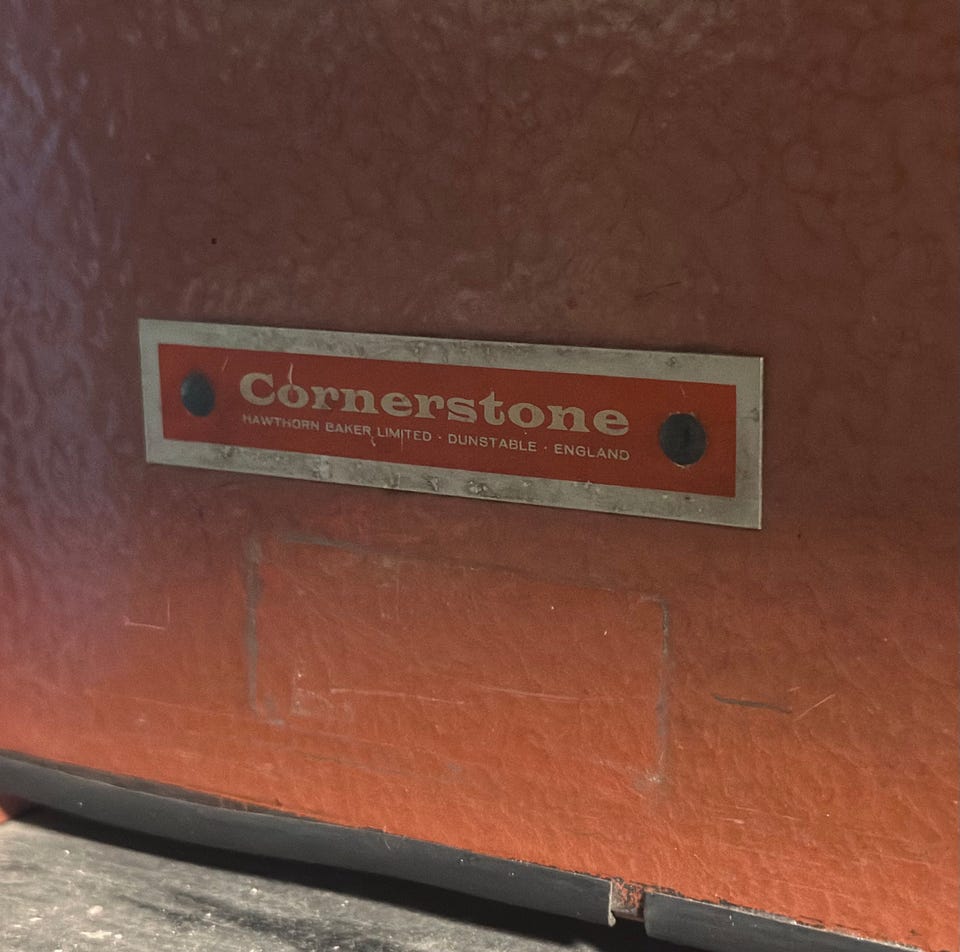 Cornerstone
HAWTHORN BAKER LIMITED · DUNSTABLE · ENGLAND